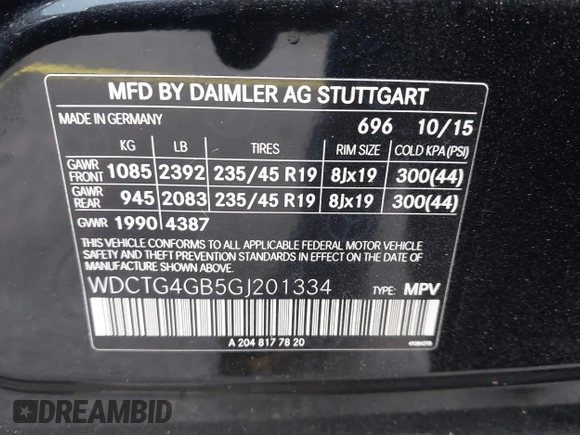 MFD BY DAIMLER AG STUTTGART
MADE IN GERMANY 696 10/15
KG LB TIRES RIM SIZE COLD KPA(PSI)
GAWR FRONT 1085 2392 235/45 R19 8Jx19 300(44)
GAWR REAR 945 2083 235/45 R19 8Jx19 300(44)
GVWR 1990 4387
THIS VEHICLE CONFORMS TO ALL APPLICABLE FEDERAL MOTOR VEHICLE
SAFETY AND THEFT PREVENTION STANDARDS IN EFFECT ON THE
DATE OF MANUFACTURE SHOWN ABOVE.
WDCTG4GB5GJ201334 TYPE: MPV
A 204 817 78 20
DREAMBID